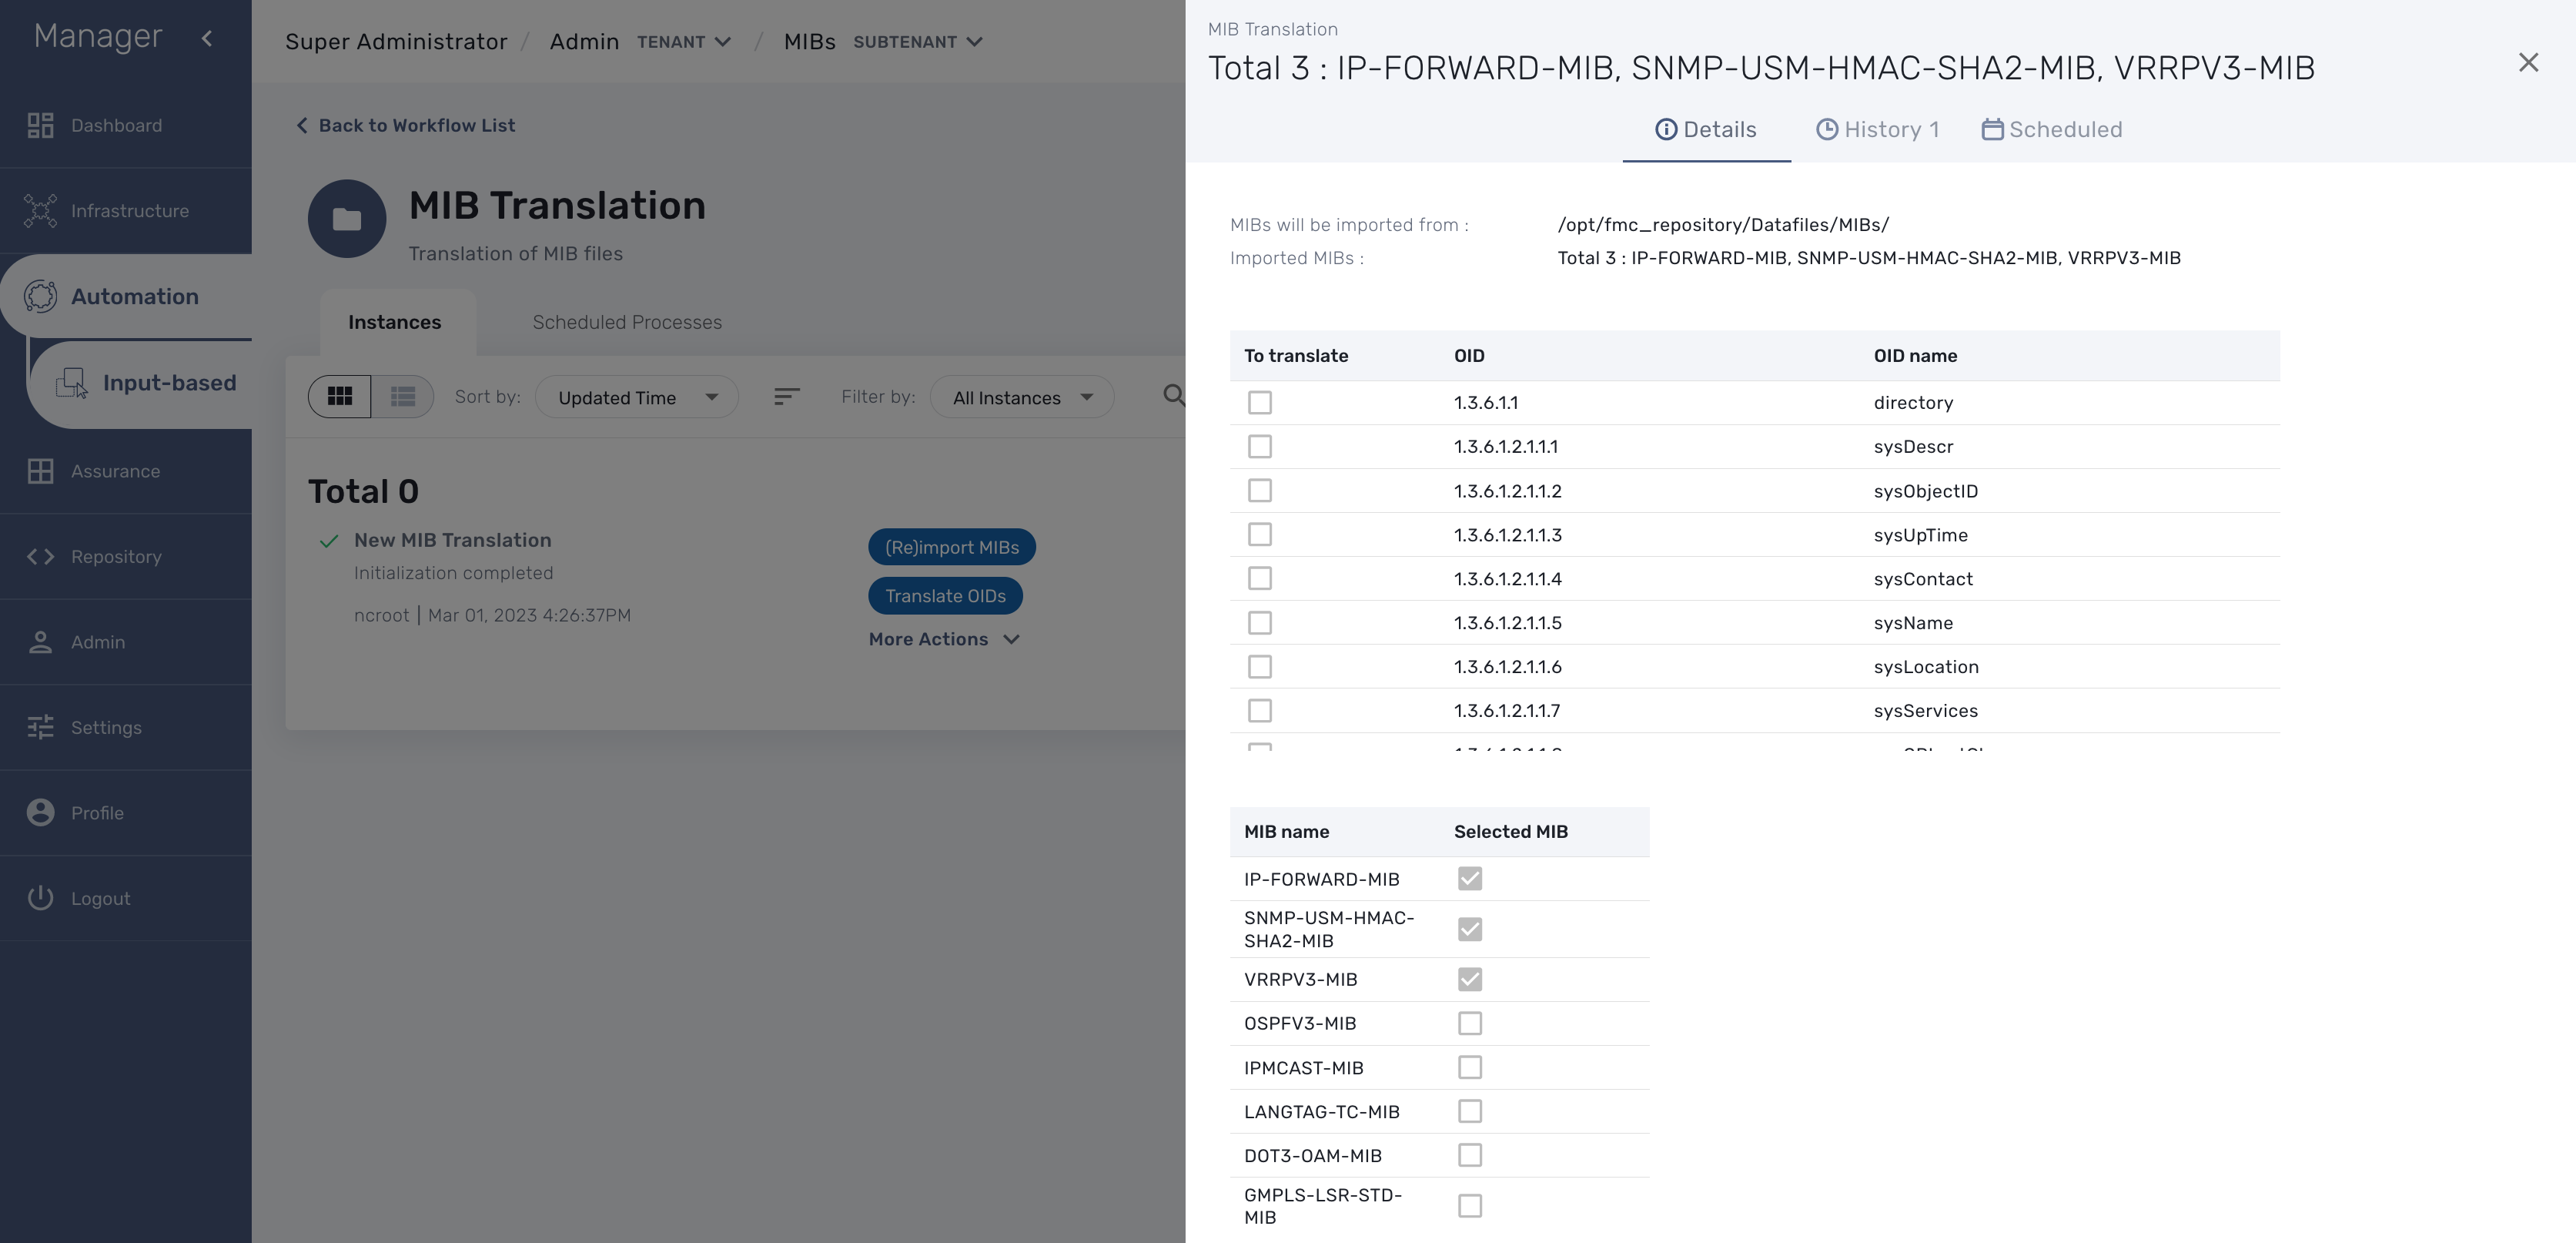 Manager
Dashboard
Infrastructure
Automation
Input-based
Assurance
Repository
Admin
Settings
Profile
Logout
Super Administrator / Admin TENANT / MIBs SUBTENANT
Back to Workflow List
MIB Translation
Translation of MIB files
Instances
Scheduled Processes
Sort by: Updated Time
Filter by: All Instances
Total 0
New MIB Translation
Initialization completed
ncroot | Mar 01, 2023 4:26:37PM
(Re)import MIBs
Translate OIDs
More Actions
MIB Translation
Total 3 : IP-FORWARD-MIB, SNMP-USM-HMAC-SHA2-MIB, VRRPV3-MIB
Details
History 1
Scheduled
MIBs will be imported from : /opt/fmc_repository/Datafiles/MIBs/
Imported MIBs : Total 3 : IP-FORWARD-MIB, SNMP-USM-HMAC-SHA2-MIB, VRRPV3-MIB
To translate OID OID name
1.3.6.1.1 directory
1.3.6.1.2.1.1.1 sysDescr
1.3.6.1.2.1.1.2 sysObjectID
1.3.6.1.2.1.1.3 sysUpTime
1.3.6.1.2.1.1.4 sysContact
1.3.6.1.2.1.1.5 sysName
1.3.6.1.2.1.1.6 sysLocation
1.3.6.1.2.1.1.7 sysServices
MIB name Selected MIB
IP-FORWARD-MIB
SNMP-USM-HMAC-
SHA2-MIB
VRRPV3-MIB
OSPFV3-MIB
IPMCAST-MIB
LANGTAG-TC-MIB
DOT3-OAM-MIB
GMPLS-LSR-STD-
MIB